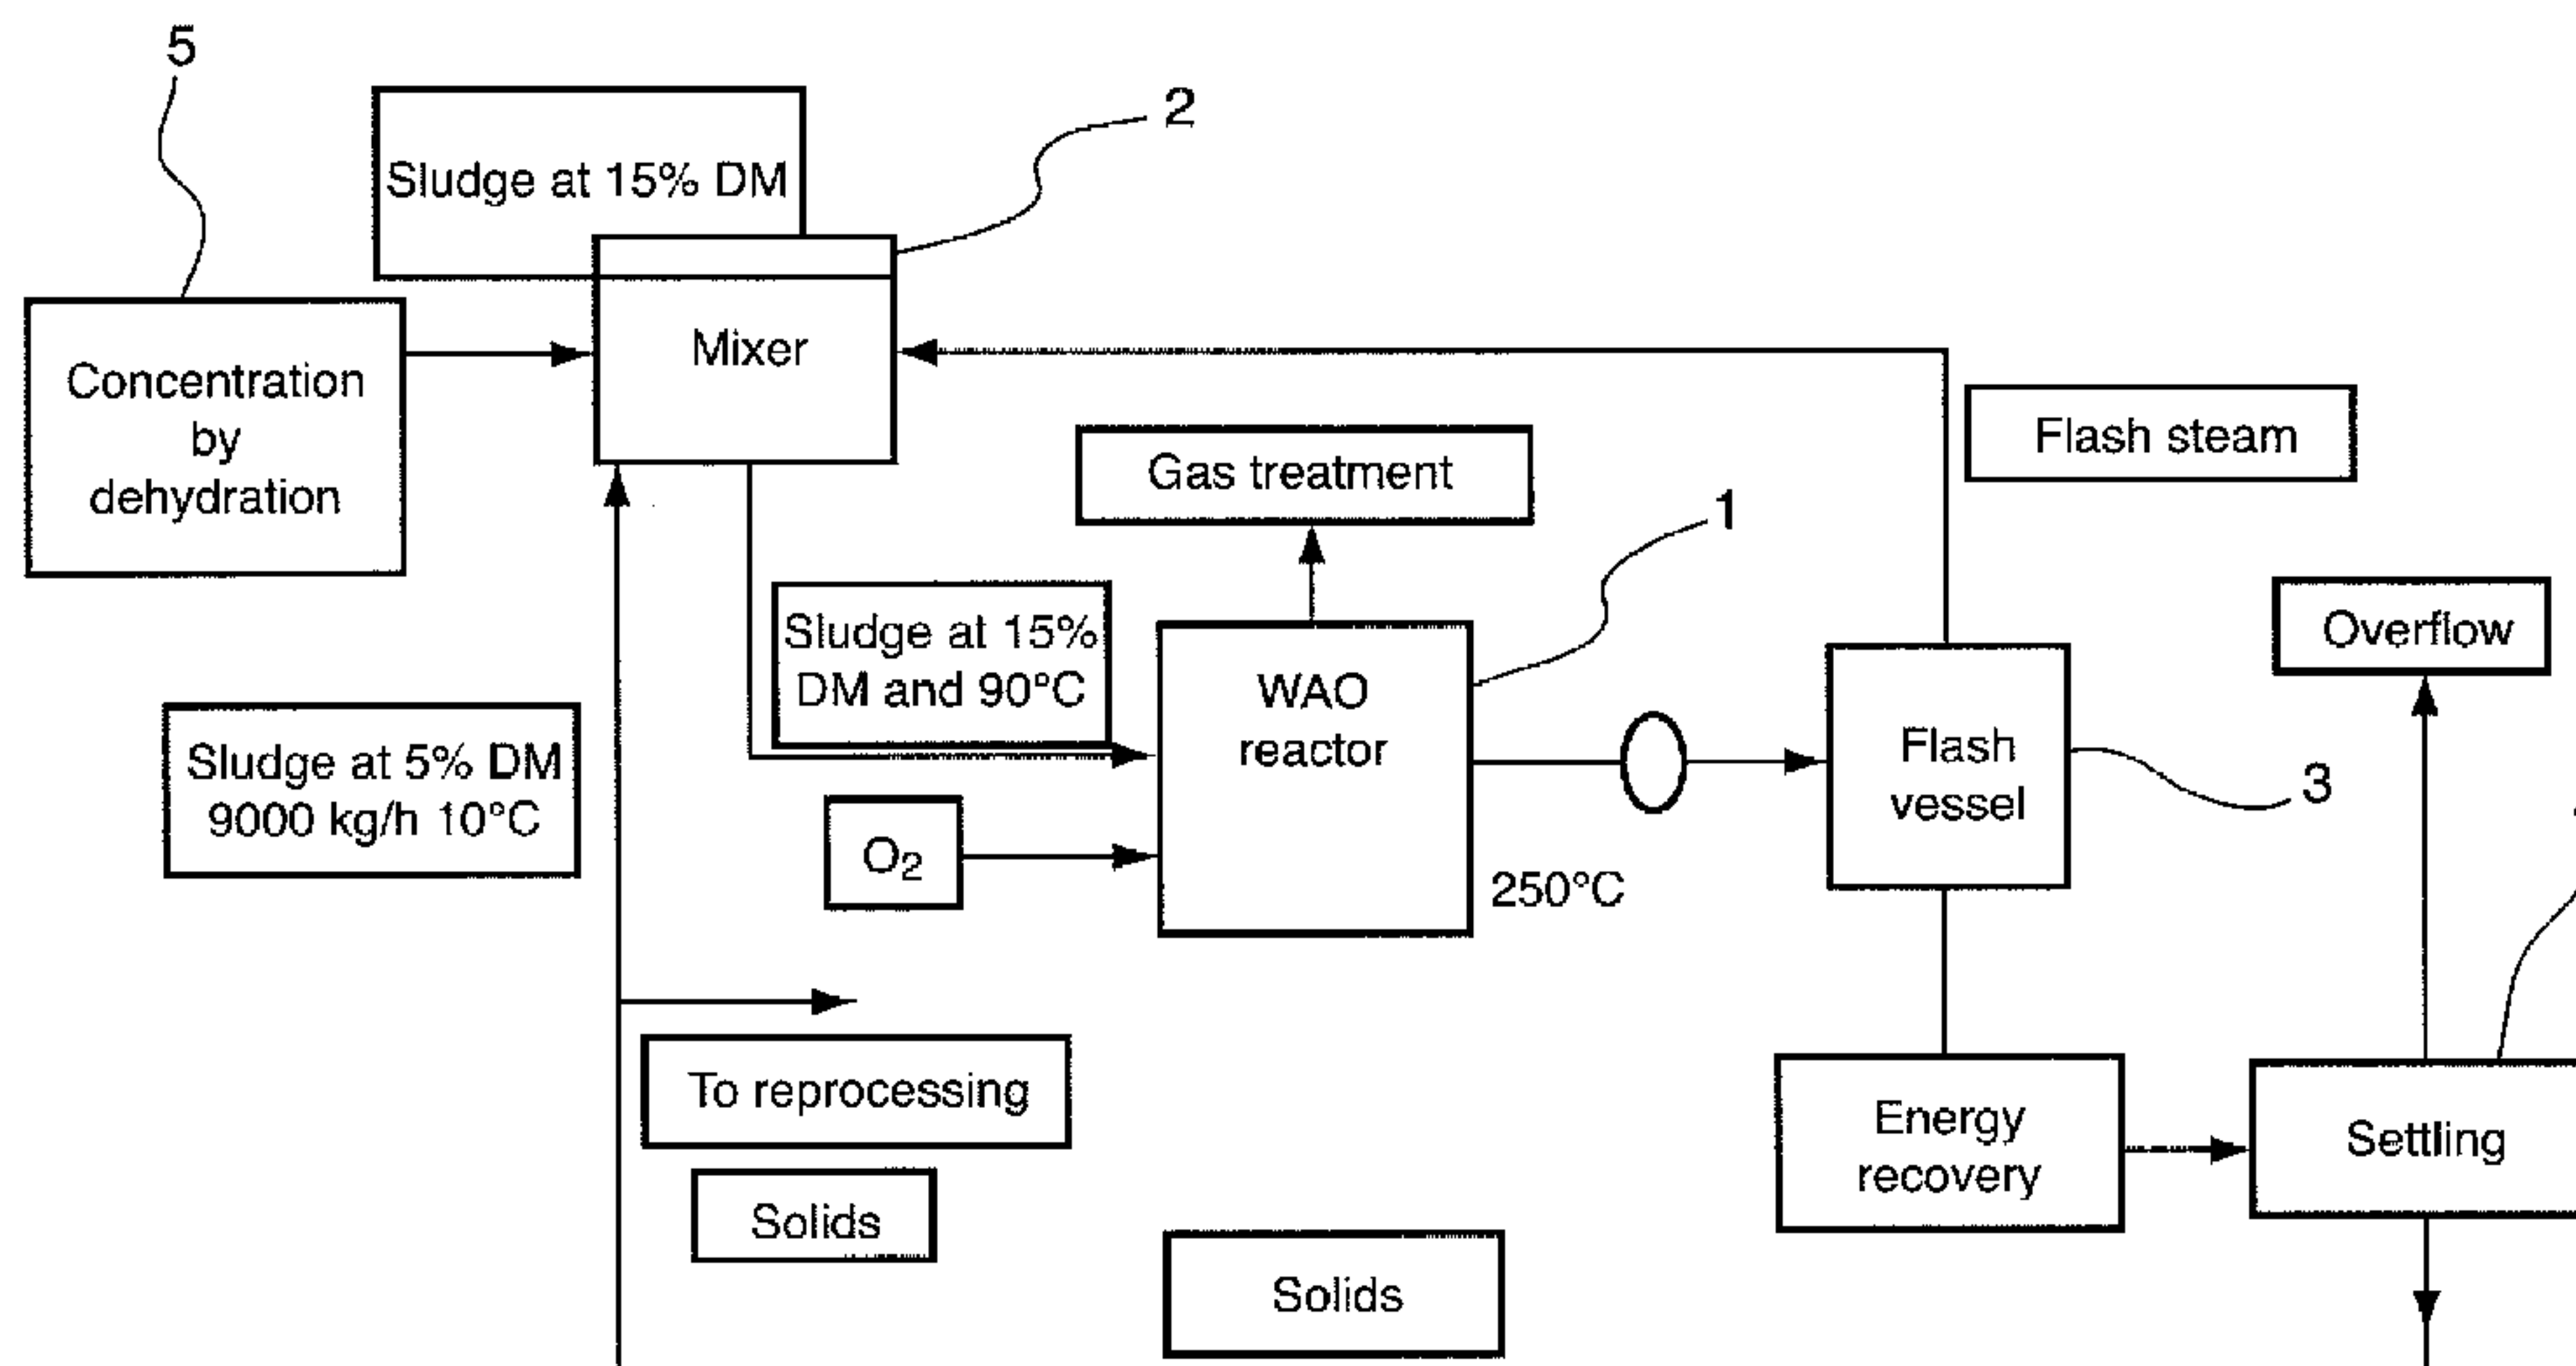 5
Sludge at 15% DM
2
Concentration
by
dehydration
Mixer
Flash steam
Gas treatment
1
Sludge at 15%
DM and 90°C
WAO
reactor
Overflow
Sludge at 5% DM
9000 kg/h 10°C
O₂
250°C
Flash
vessel
3
To reprocessing
Solids
Energy
recovery
Settling
Solids